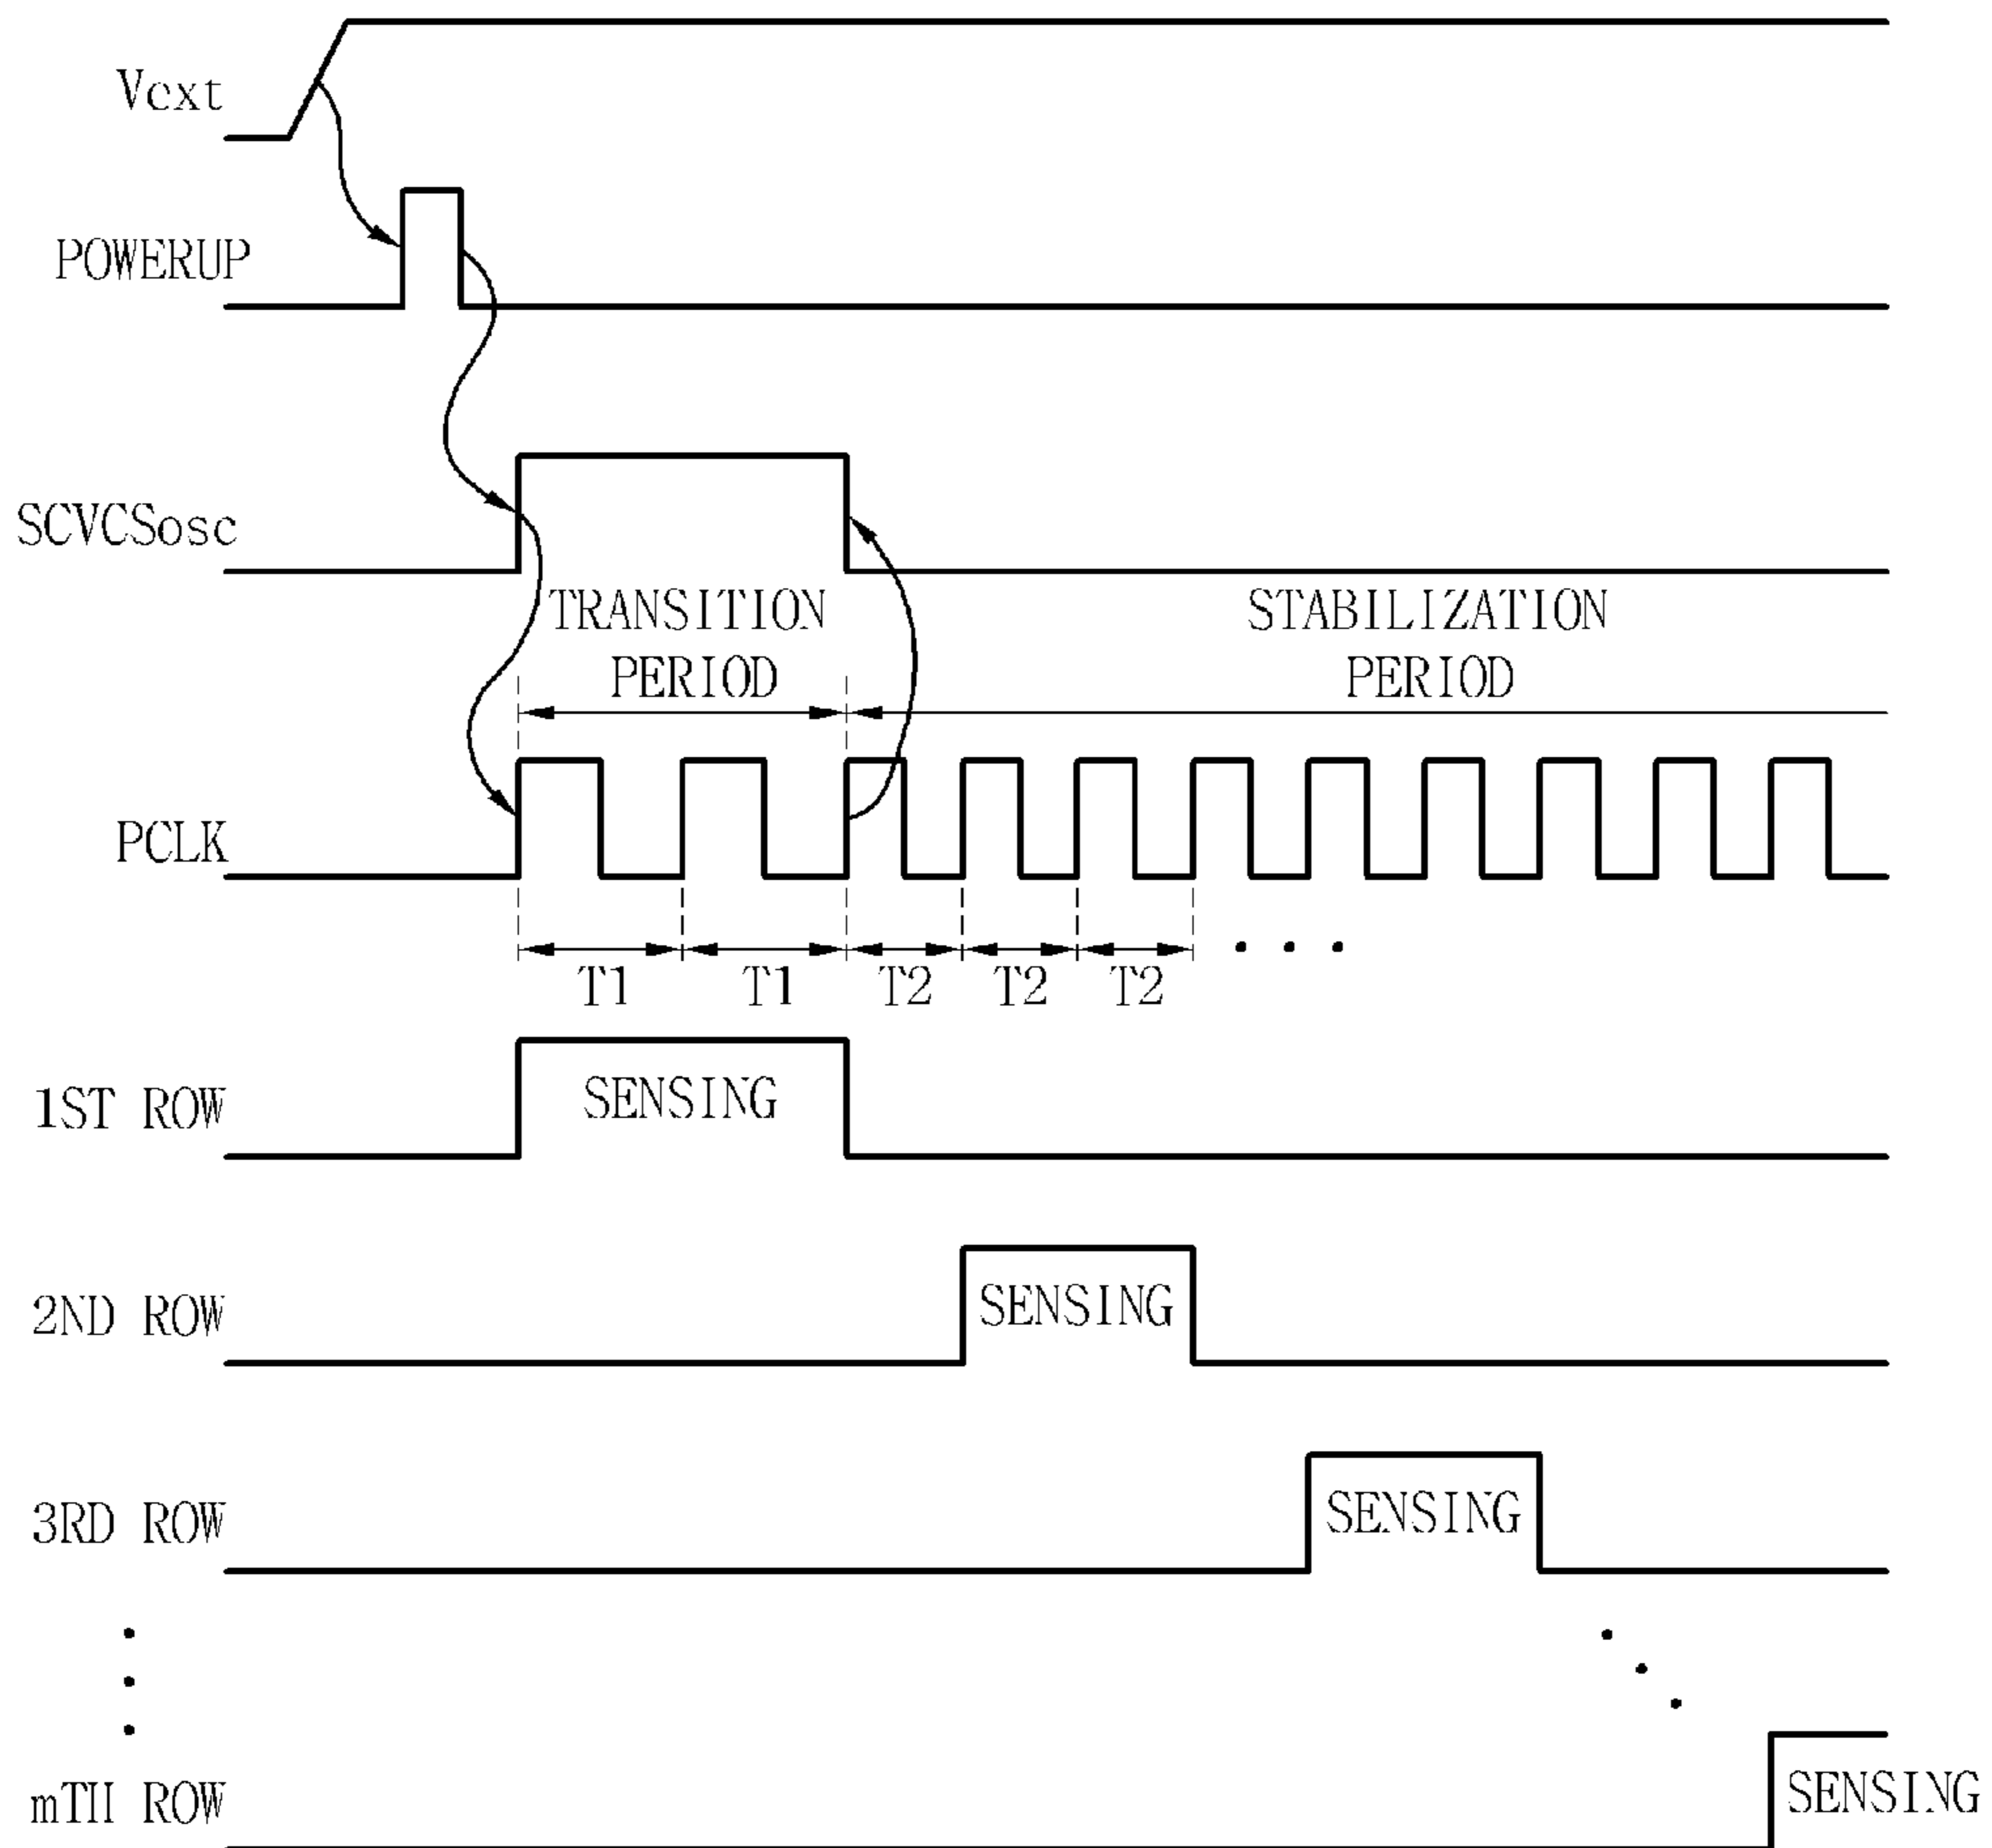 Vext
POWERUP
SCVCSosc
TRANSITION
PERIOD
STABILIZATION
PERIOD
PCLK
T1 T1 T2 T2 T2
1ST ROW
SENSING
2ND ROW
SENSING
3RD ROW
SENSING
mTH ROW
SENSING